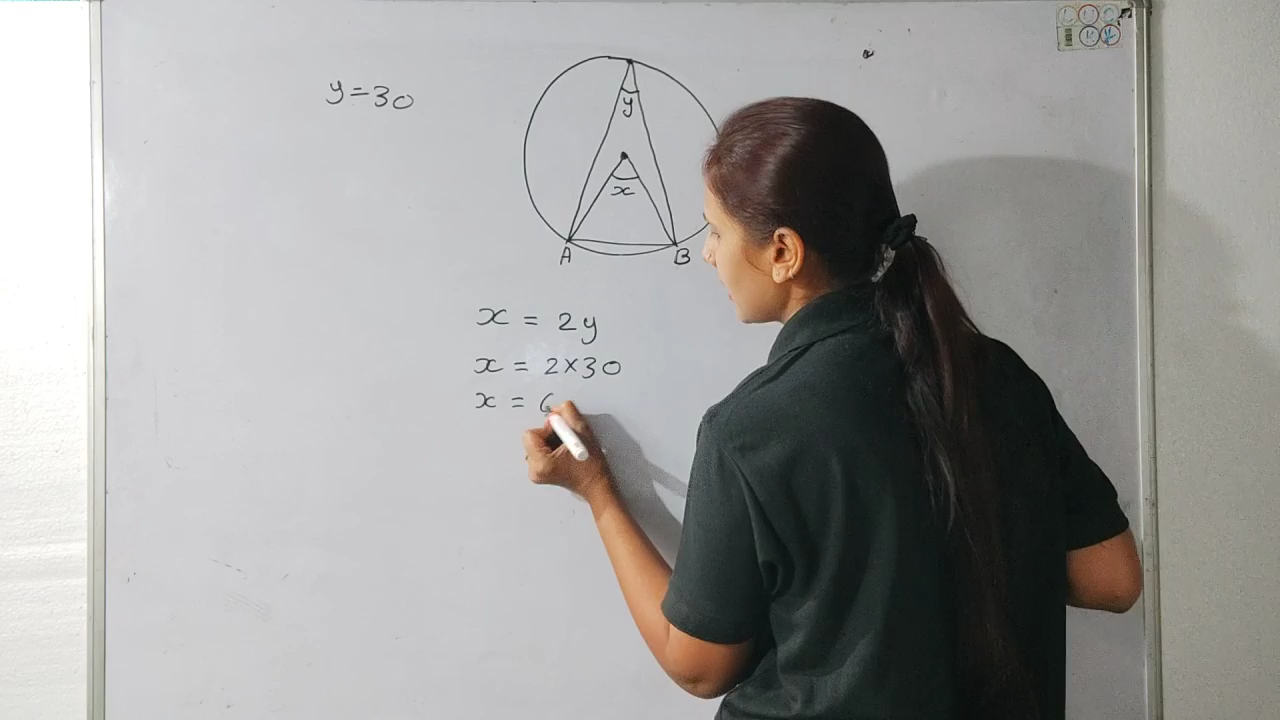 y=30
y
x
A
B
x = 2y
x = 2×30
x = 6